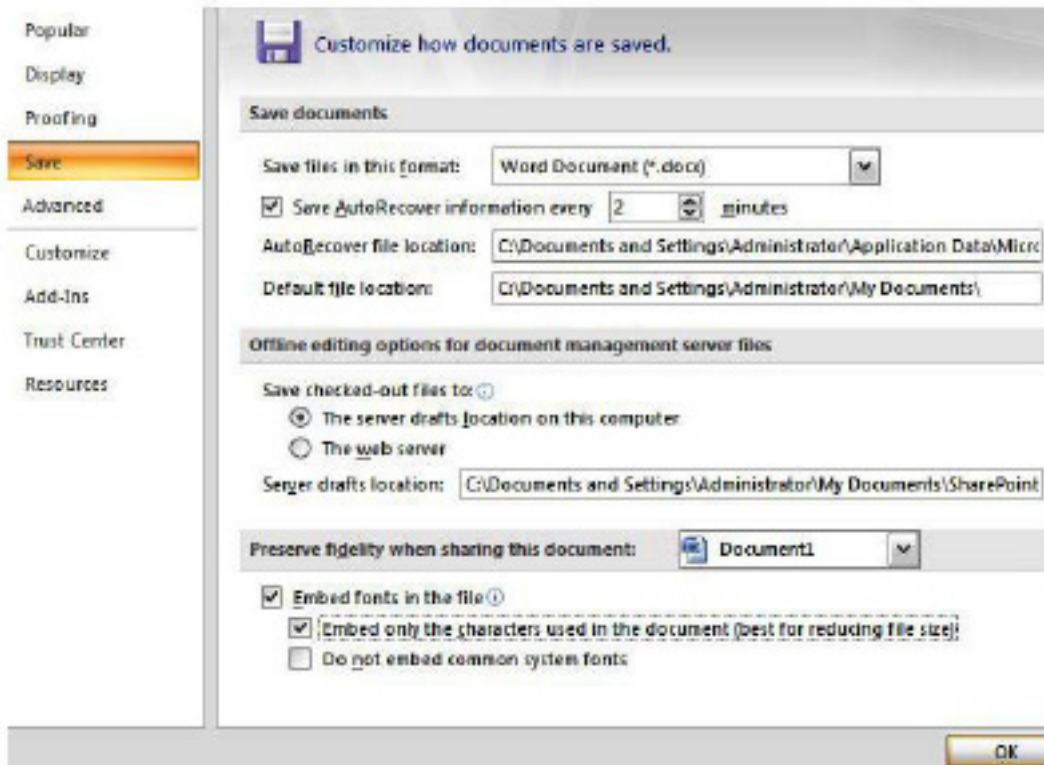 Popular
Display
Proofing
Save
Advanced
Customize
Add-Ins
Trust Center
Resources
Customize how documents are saved.
Save documents
Save files in this format: Word Document (*.docx)
Save AutoRecover information every 2 minutes
AutoRecover file location: C:\Documents and Settings\Administrator\Application Data\Micro
Default file location: C:\Documents and Settings\Administrator\My Documents\
Offline editing options for document management server files
Save checked-out files to:
The server drafts location on this computer
The web server
Server drafts location: C:\Documents and Settings\Administrator\My Documents\SharePoint
Preserve fidelity when sharing this document: Document1
Embed fonts in the file
Embed only the characters used in the document (best for reducing file size)
Do not embed common system fonts
OK